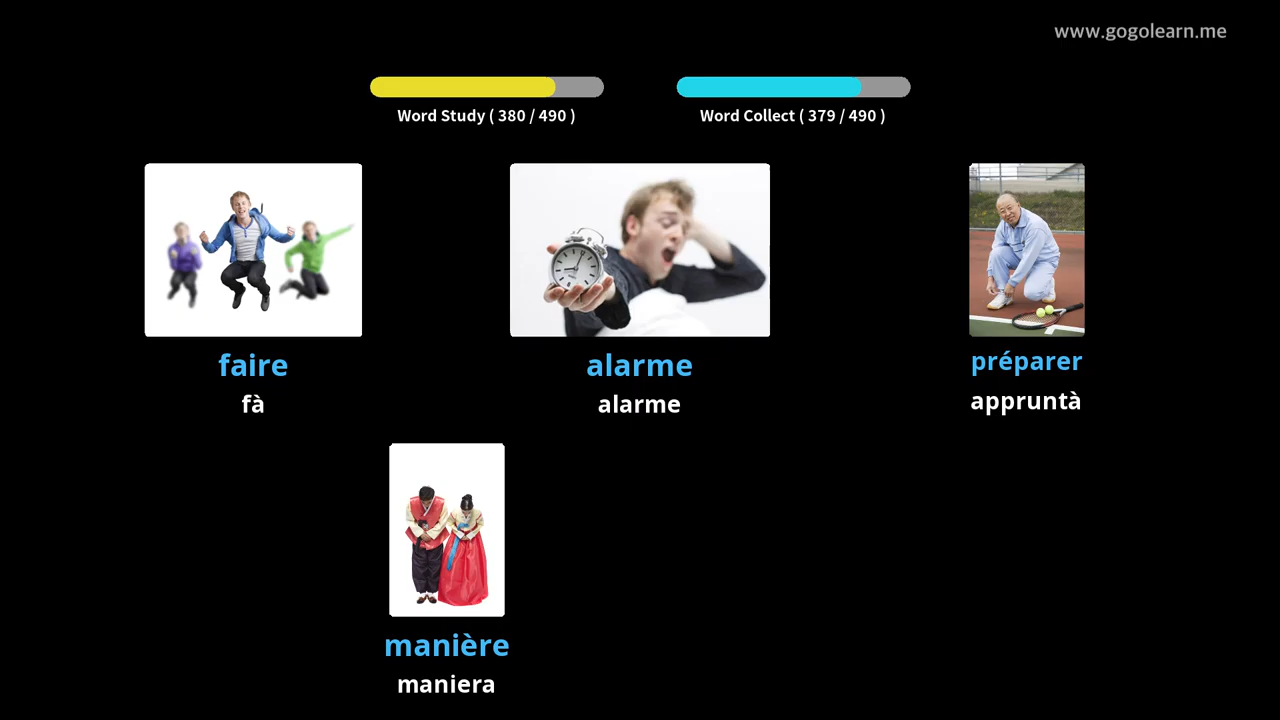 www.gogolearn.me
Word Study ( 380 / 490 )
Word Collect ( 379 / 490 )
faire
fà
alarme
alarme
préparer
appruntà
manière
maniera